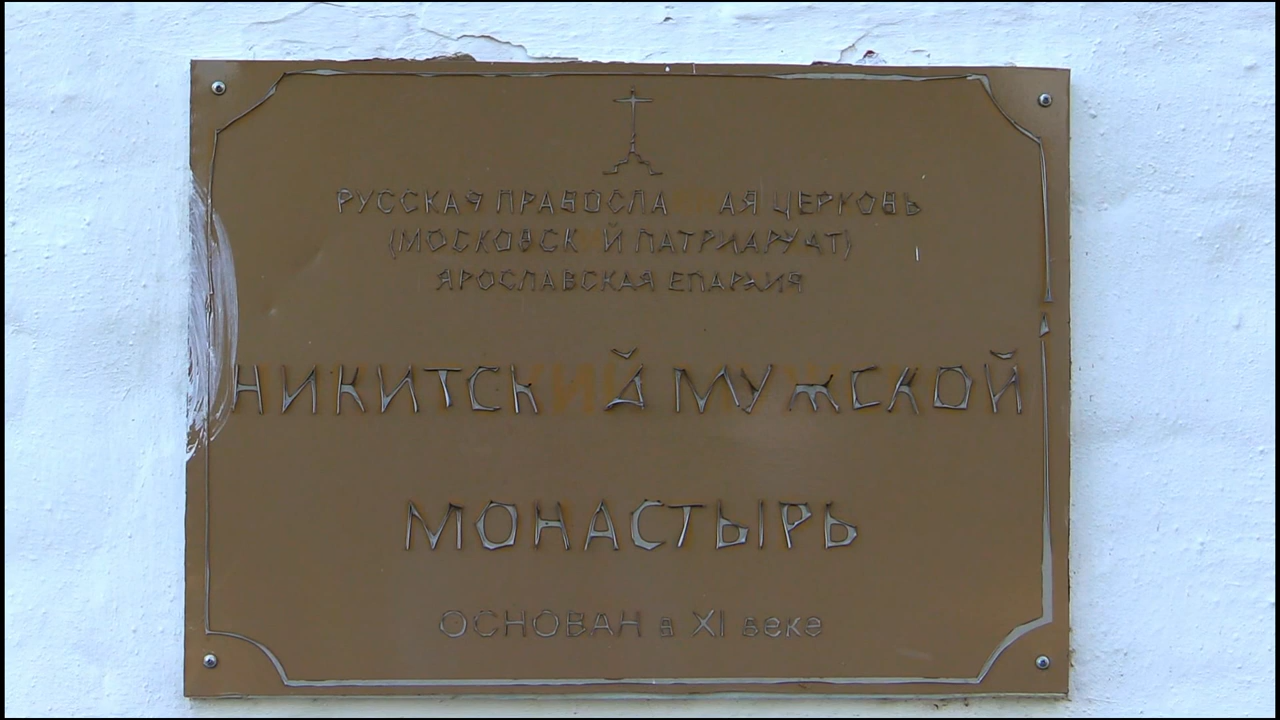 РУССКАЯ ПРАВОСЛАВНАЯ ЦЕРКОВЬ
(МОСКОВСКИЙ ПАТРИАРХАТ)
ЯРОСЛАВСКАЯ ЕПАРХИЯ
НИКИТСКИЙ МУЖСКОЙ
МОНАСТЫРЬ
ОСНОВАН в XI веке